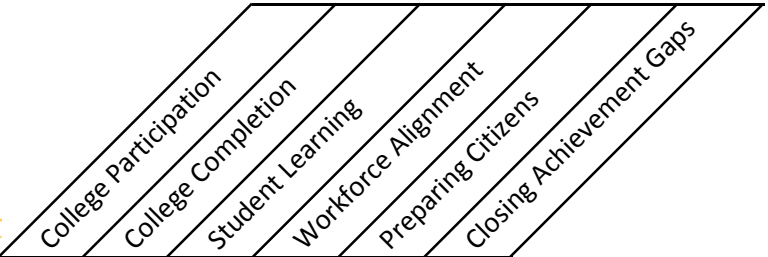 College Participation
College Completion
Student Learning
Workforce Alignment
Preparing Citizens
Closing Achievement Gaps